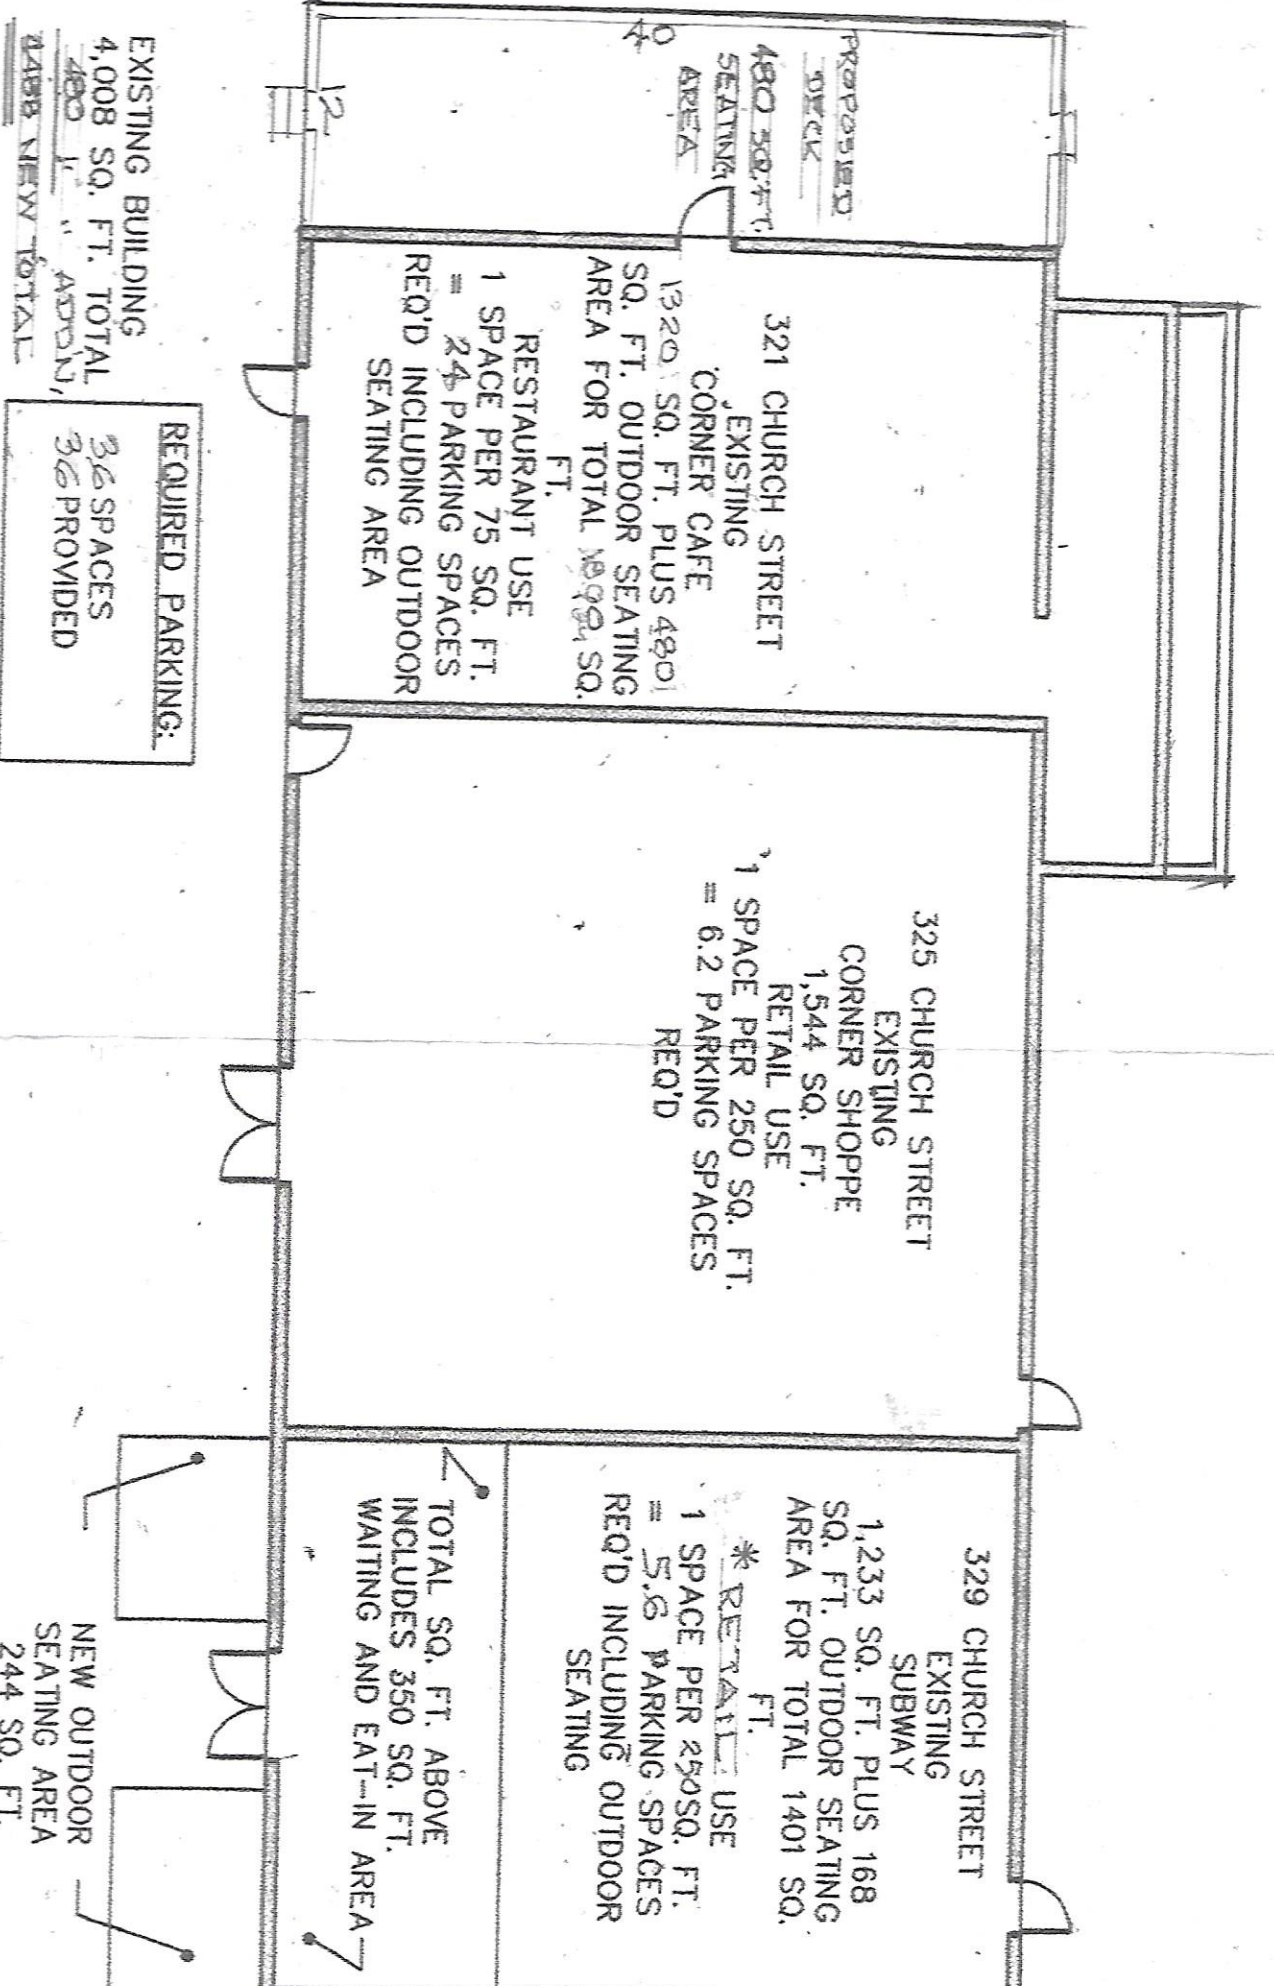 PROPOSED
DECK
480 SQ.FT.
SEATING
AREA
40
12
321 CHURCH STREET
EXISTING
CORNER CAFE
1320 SQ. FT. PLUS 480
SQ. FT. OUTDOOR SEATING
AREA FOR TOTAL SQ.
FT.
RESTAURANT USE
1 SPACE PER 75 SQ. FT.
= 24 PARKING SPACES
REQ'D INCLUDING OUTDOOR
SEATING AREA
325 CHURCH STREET
EXISTING
CORNER SHOPPE
1,544 SQ. FT.
RETAIL USE
1 SPACE PER 250 SQ. FT.
= 6.2 PARKING SPACES
REQ'D
329 CHURCH STREET
EXISTING
SUBWAY
1,233 SQ. FT. PLUS 168
SQ. FT. OUTDOOR SEATING
AREA FOR TOTAL 1401 SQ.
FT.
* RETAIL USE
1 SPACE PER 250 SQ. FT.
= 5.6 PARKING SPACES
REQ'D INCLUDING OUTDOOR
SEATING
TOTAL SQ. FT. ABOVE
INCLUDES 350 SQ. FT.
WAITING AND EAT-IN AREA
NEW OUTDOOR
SEATING AREA
244 SQ. FT.
EXISTING BUILDING
4,008 SQ. FT. TOTAL
480 " " ADD'N,
4488 NEW TOTAL
REQUIRED PARKING:
36 SPACES
36 PROVIDED